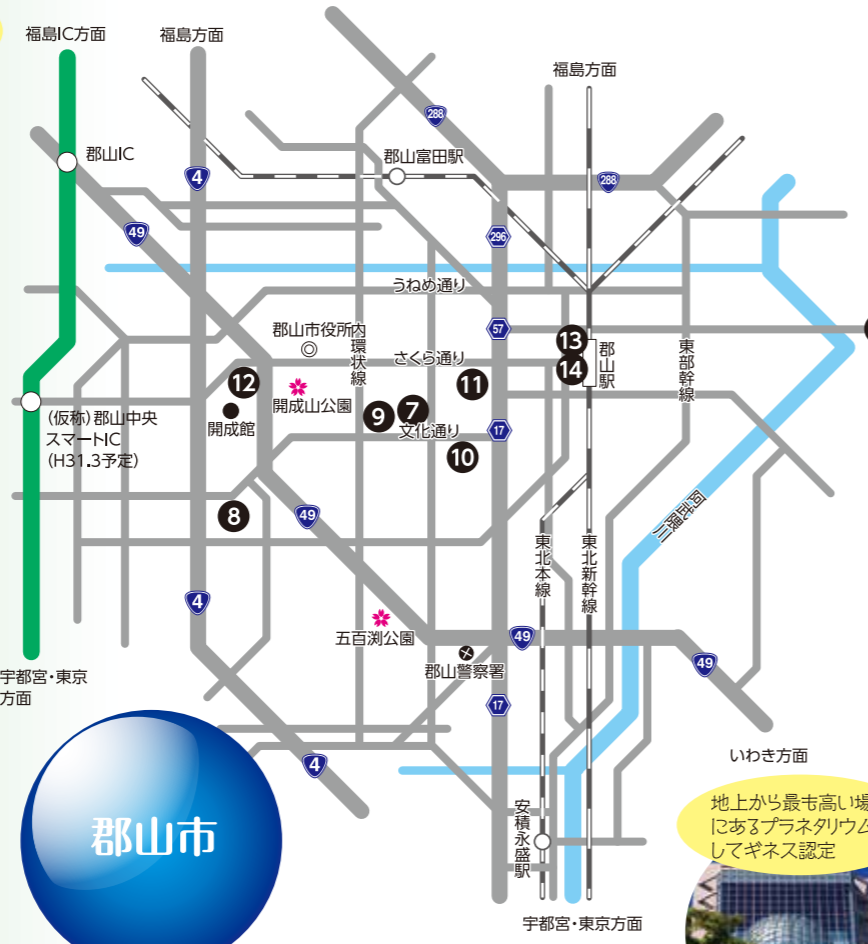 福島IC方面
福島方面
福島方面
288
郡山IC
郡山富田駅
4
288
49
296
うねめ通り
57
郡山市役所
内環状線
さくら通り
13
14
郡山駅
東部幹線
12
開成山公園
11
(仮称)郡山中央
スマートIC
(H31.3予定)
開成館
9
7
文化通り
17
10
8
49
阿武隈川
東北本線
東北新幹線
4
五百渕公園
49
郡山警察署
49
宇都宮・東京
方面
17
4
いわき方面
郡山市
安積永盛駅
地上から最も高い場
にあるプラネタリウム
してギネス認定
宇都宮・東京方面